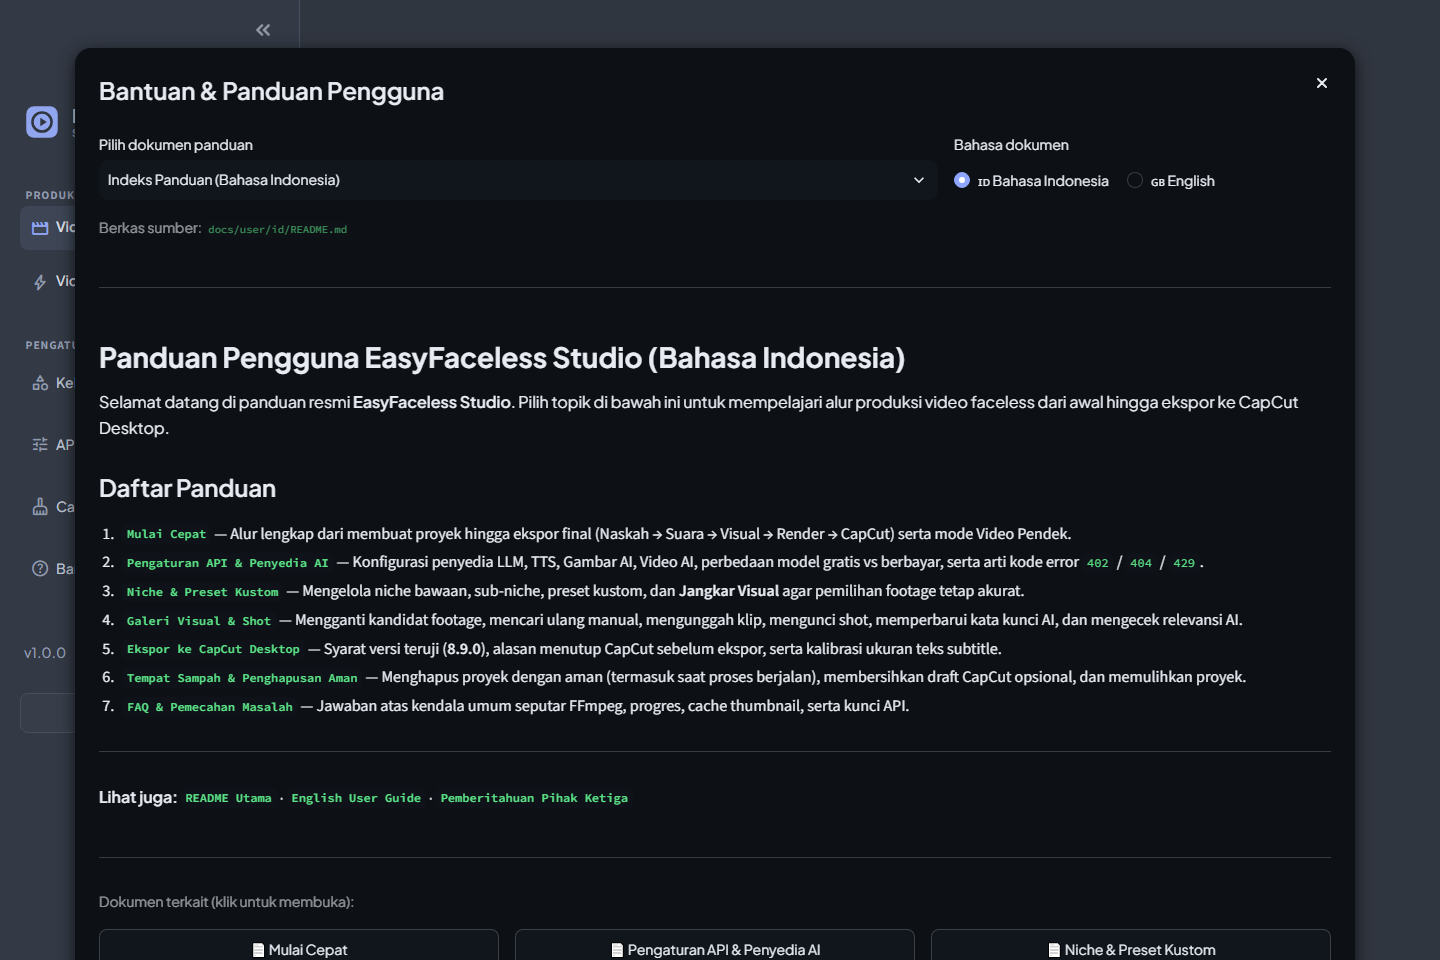 Bantuan & Panduan Pengguna
Pilih dokumen panduan
Bahasa dokumen
Indeks Panduan (Bahasa Indonesia)
ID Bahasa Indonesia
GB English
Berkas sumber: docs/user/id/README.md
PRODUK
Vid
Vid
PENGATU
Ke
AP
Ca
Ba
v1.0.0
Panduan Pengguna EasyFaceless Studio (Bahasa Indonesia)
Selamat datang di panduan resmi EasyFaceless Studio. Pilih topik di bawah ini untuk mempelajari alur produksi video faceless dari awal hingga ekspor ke CapCut
Desktop.
Daftar Panduan
1. Mulai Cepat — Alur lengkap dari membuat proyek hingga ekspor final (Naskah → Suara → Visual → Render → CapCut) serta mode Video Pendek.
2. Pengaturan API & Penyedia AI — Konfigurasi penyedia LLM, TTS, Gambar AI, Video AI, perbedaan model gratis vs berbayar, serta arti kode error 402 / 404 / 429 .
3. Niche & Preset Kustom — Mengelola niche bawaan, sub-niche, preset kustom, dan Jangkar Visual agar pemilihan footage tetap akurat.
4. Galeri Visual & Shot — Mengganti kandidat footage, mencari ulang manual, mengunggah klip, mengunci shot, memperbarui kata kunci AI, dan mengecek relevansi AI.
5. Ekspor ke CapCut Desktop — Syarat versi teruji (8.9.0), alasan menutup CapCut sebelum ekspor, serta kalibrasi ukuran teks subtitle.
6. Tempat Sampah & Penghapusan Aman — Menghapus proyek dengan aman (termasuk saat proses berjalan), membersihkan draft CapCut opsional, dan memulihkan proyek.
7. FAQ & Pemecahan Masalah — Jawaban atas kendala umum seputar FFmpeg, progres, cache thumbnail, serta kunci API.
Lihat juga: README Utama · English User Guide · Pemberitahuan Pihak Ketiga
Dokumen terkait (klik untuk membuka):
Mulai Cepat
Pengaturan API & Penyedia AI
Niche & Preset Kustom